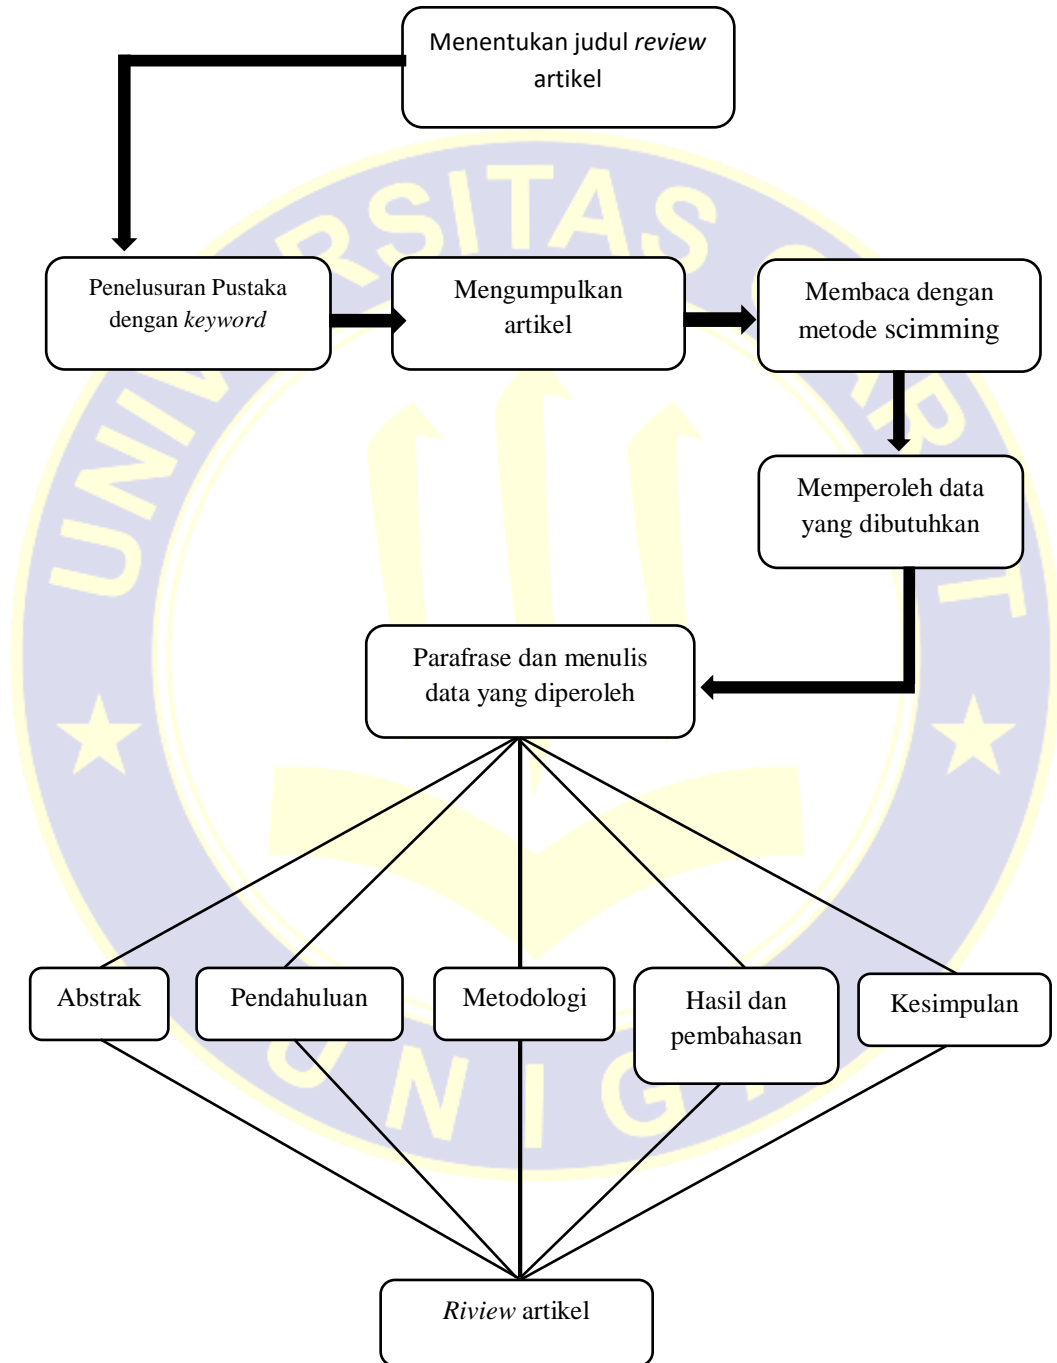 Menentukan judul review
artikel
Penelusuran Pustaka
dengan keyword
Mengumpulkan
artikel
Membaca dengan
metode scimming
Memperoleh data
yang dibutuhkan
Parafrase dan menulis
data yang diperoleh
Abstrak
Pendahuluan
Metodologi
Hasil dan
pembahasan
Kesimpulan
Riview artikel